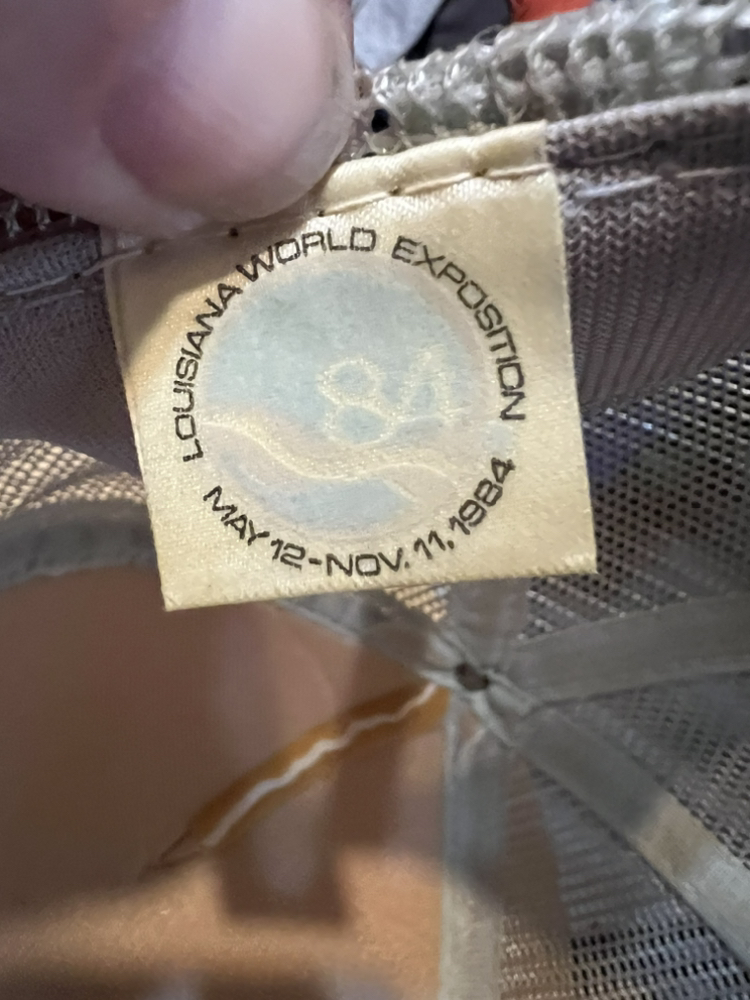 LOUISIANA WORLD EXPOSITION
84
MAY 12-NOV. 11, 1984